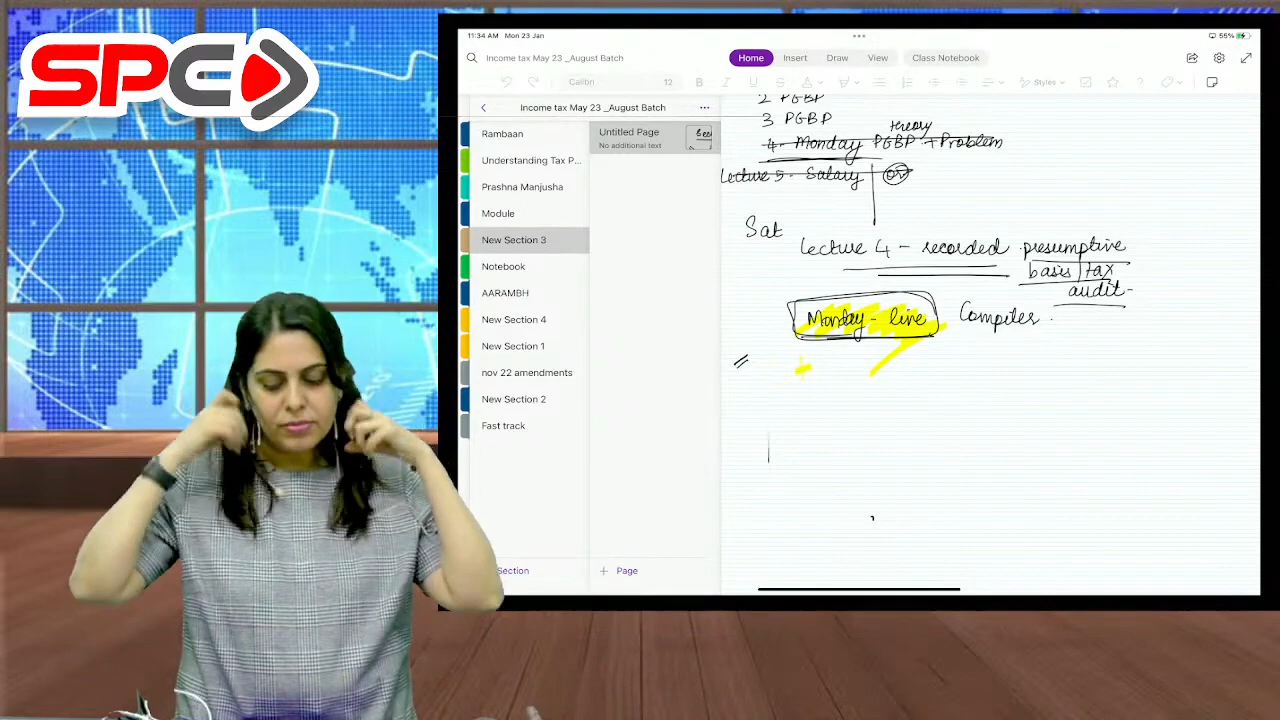 SPC
11:34 AM Mon 23 Jan
55%
Income tax May 23 _August Batch
Home
Insert
Draw
View
Class Notebook
Calibri
12
B
I
U
A
Styles
Income tax May 23 _August Batch
Rambaan
Understanding Tax P...
Prashna Manjusha
Module
New Section 3
Notebook
AARAMBH
New Section 4
New Section 1
nov 22 amendments
New Section 2
Fast track
Section
Untitled Page
No additional text
+ Page
2 PGBP
3 PGBP
theory
4- Monday PGBP + Problem
Lecture 5- Salary
Sat
Lecture 4 - recorded presumptive
basis tax
audit-
Monday - live Compiler.